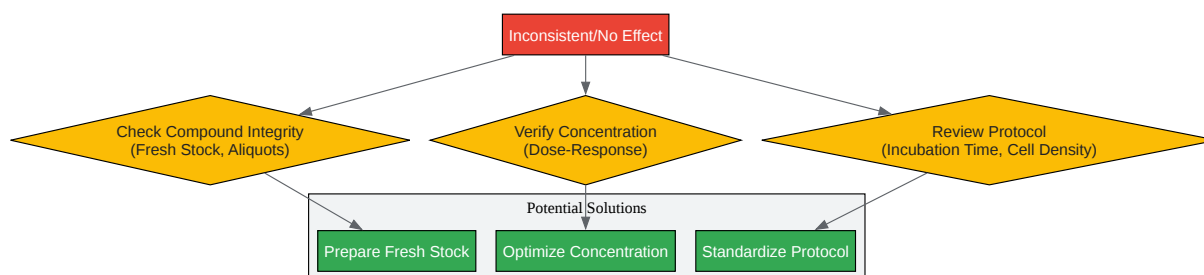 Inconsistent/No Effect
Check Compound Integrity
(Fresh Stock, Aliquots)
Verify Concentration
(Dose-Response)
Review Protocol
(Incubation Time, Cell Density)
Potential Solutions
Prepare Fresh Stock
Optimize Concentration
Standardize Protocol